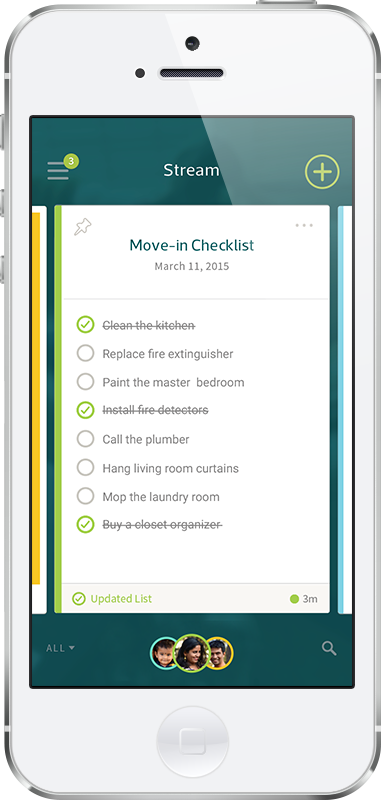 3
Stream
Move-in Checklist
March 11, 2015
Clean the kitchen
Replace fire extinguisher
Paint the master bedroom
Install fire detectors
Call the plumber
Hang living room curtains
Mop the laundry room
Buy a closet organizer
Updated List 3m
ALL